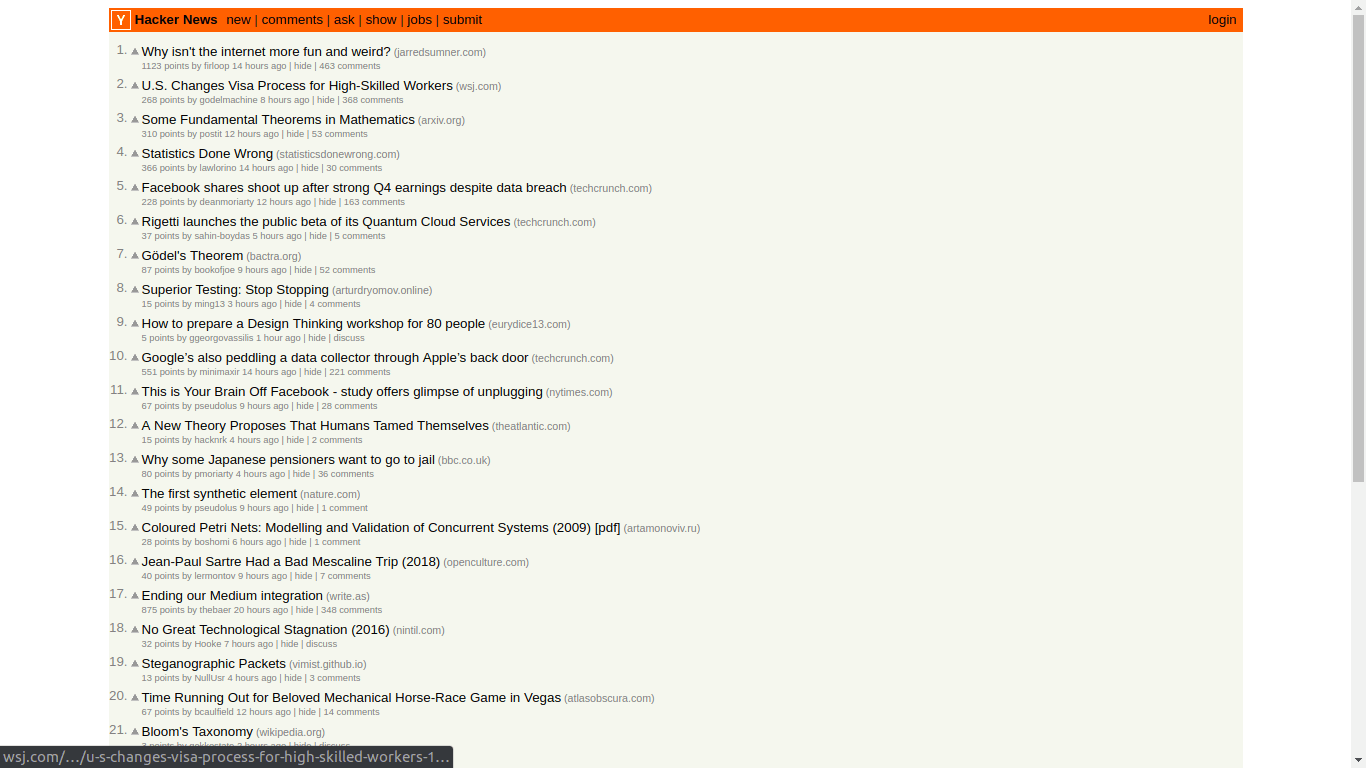 Y Hacker News new | comments | ask | show | jobs | submit login
1. Why isn't the internet more fun and weird? (jarredsumner.com)
1123 points by firloop 14 hours ago | hide | 463 comments
2. U.S. Changes Visa Process for High-Skilled Workers (wsj.com)
268 points by godelmachine 8 hours ago | hide | 368 comments
3. Some Fundamental Theorems in Mathematics (arxiv.org)
310 points by postit 12 hours ago | hide | 53 comments
4. Statistics Done Wrong (statisticsdonewrong.com)
366 points by lawlorino 14 hours ago | hide | 30 comments
5. Facebook shares shoot up after strong Q4 earnings despite data breach (techcrunch.com)
228 points by deanmoriarty 12 hours ago | hide | 163 comments
6. Rigetti launches the public beta of its Quantum Cloud Services (techcrunch.com)
37 points by sahin-boydas 5 hours ago | hide | 5 comments
7. Gödel's Theorem (bactra.org)
87 points by bookofjoe 9 hours ago | hide | 52 comments
8. Superior Testing: Stop Stopping (arturdryomov.online)
15 points by ming13 3 hours ago | hide | 4 comments
9. How to prepare a Design Thinking workshop for 80 people (eurydice13.com)
5 points by ggeorgovassilis 1 hour ago | hide | discuss
10. Google’s also peddling a data collector through Apple’s back door (techcrunch.com)
551 points by minimaxir 14 hours ago | hide | 221 comments
11. This is Your Brain Off Facebook - study offers glimpse of unplugging (nytimes.com)
67 points by pseudolus 9 hours ago | hide | 28 comments
12. A New Theory Proposes That Humans Tamed Themselves (theatlantic.com)
15 points by hacknrk 4 hours ago | hide | 2 comments
13. Why some Japanese pensioners want to go to jail (bbc.co.uk)
80 points by pmoriarty 4 hours ago | hide | 36 comments
14. The first synthetic element (nature.com)
49 points by pseudolus 9 hours ago | hide | 1 comment
15. Coloured Petri Nets: Modelling and Validation of Concurrent Systems (2009) [pdf] (artamonoviv.ru)
28 points by boshomi 6 hours ago | hide | 1 comment
16. Jean-Paul Sartre Had a Bad Mescaline Trip (2018) (openculture.com)
40 points by lermontov 9 hours ago | hide | 7 comments
17. Ending our Medium integration (write.as)
875 points by thebaer 20 hours ago | hide | 348 comments
18. No Great Technological Stagnation (2016) (nintil.com)
32 points by Hooke 7 hours ago | hide | discuss
19. Steganographic Packets (vimist.github.io)
13 points by NullUsr 4 hours ago | hide | 3 comments
20. Time Running Out for Beloved Mechanical Horse-Race Game in Vegas (atlasobscura.com)
67 points by bcaulfield 12 hours ago | hide | 14 comments
21. Bloom's Taxonomy (wikipedia.org)
wsj.com/…/u-s-changes-visa-process-for-high-skilled-workers-1…